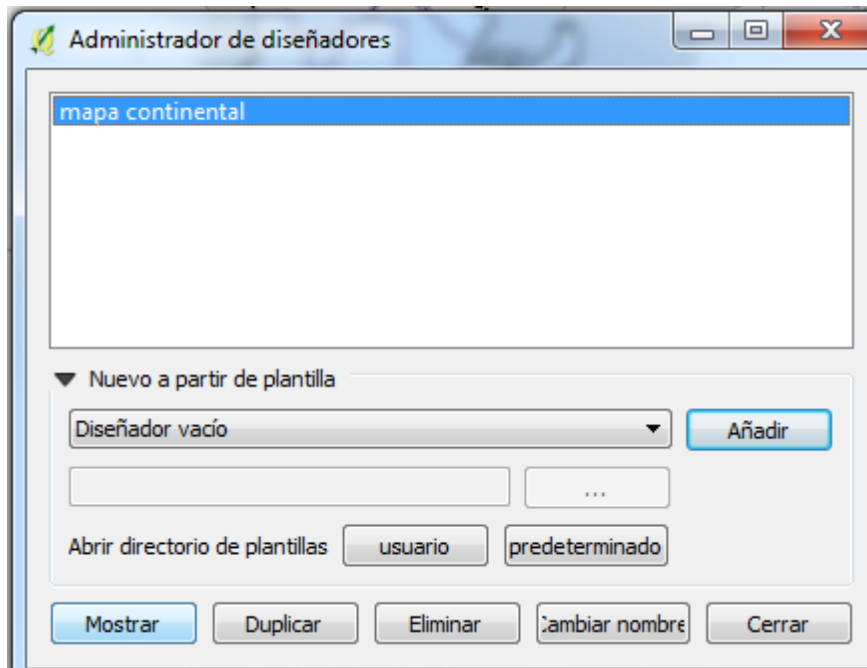 Administrador de diseñadores
mapa continental
Nuevo a partir de plantilla
Diseñador vacío
Añadir
...
Abrir directorio de plantillas usuario predeterminado
Mostrar Duplicar Eliminar Cambiar nombre Cerrar